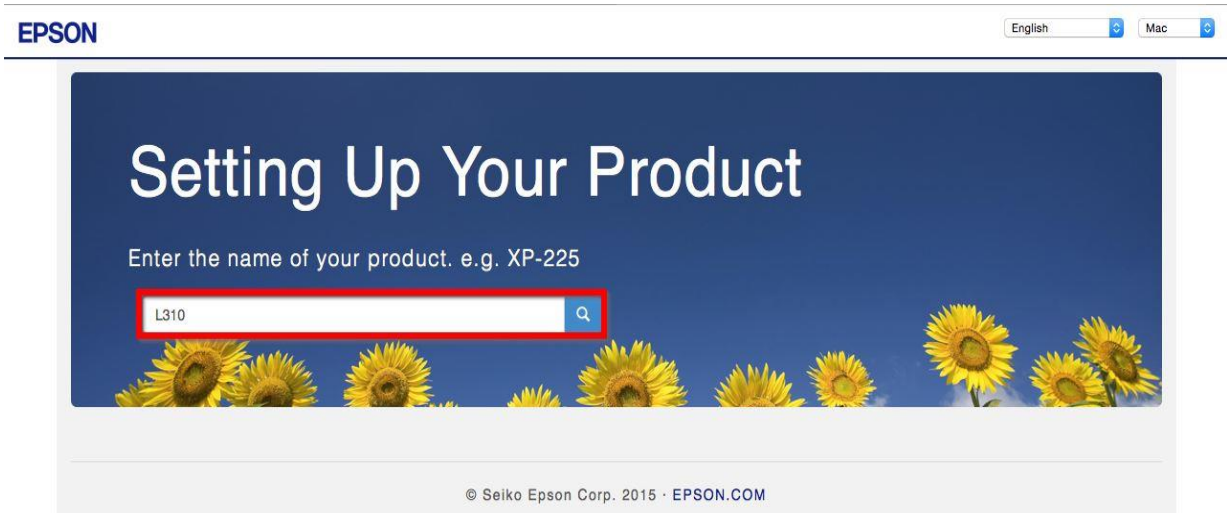 EPSON
English
Mac
Setting Up Your Product
Enter the name of your product. e.g. XP-225
L310
© Seiko Epson Corp. 2015 · EPSON.COM